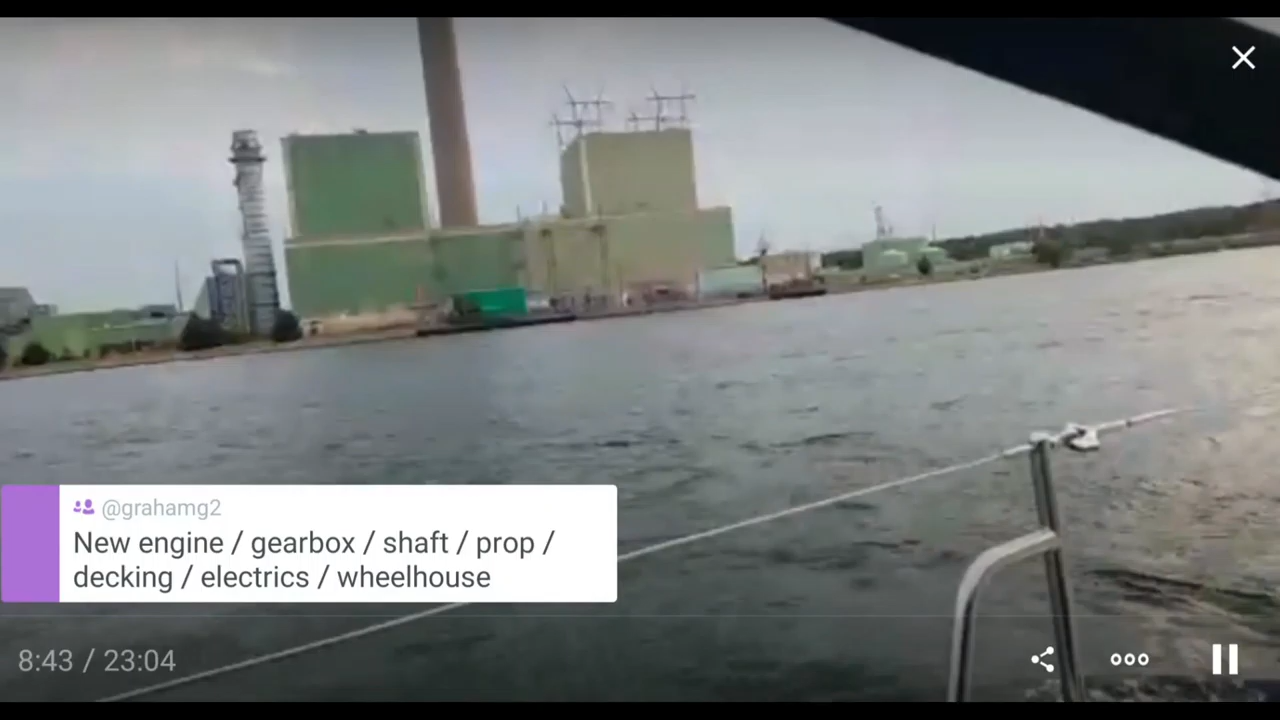 @grahamg2
New engine / gearbox / shaft / prop /
decking / electrics / wheelhouse
8:43 / 23:04